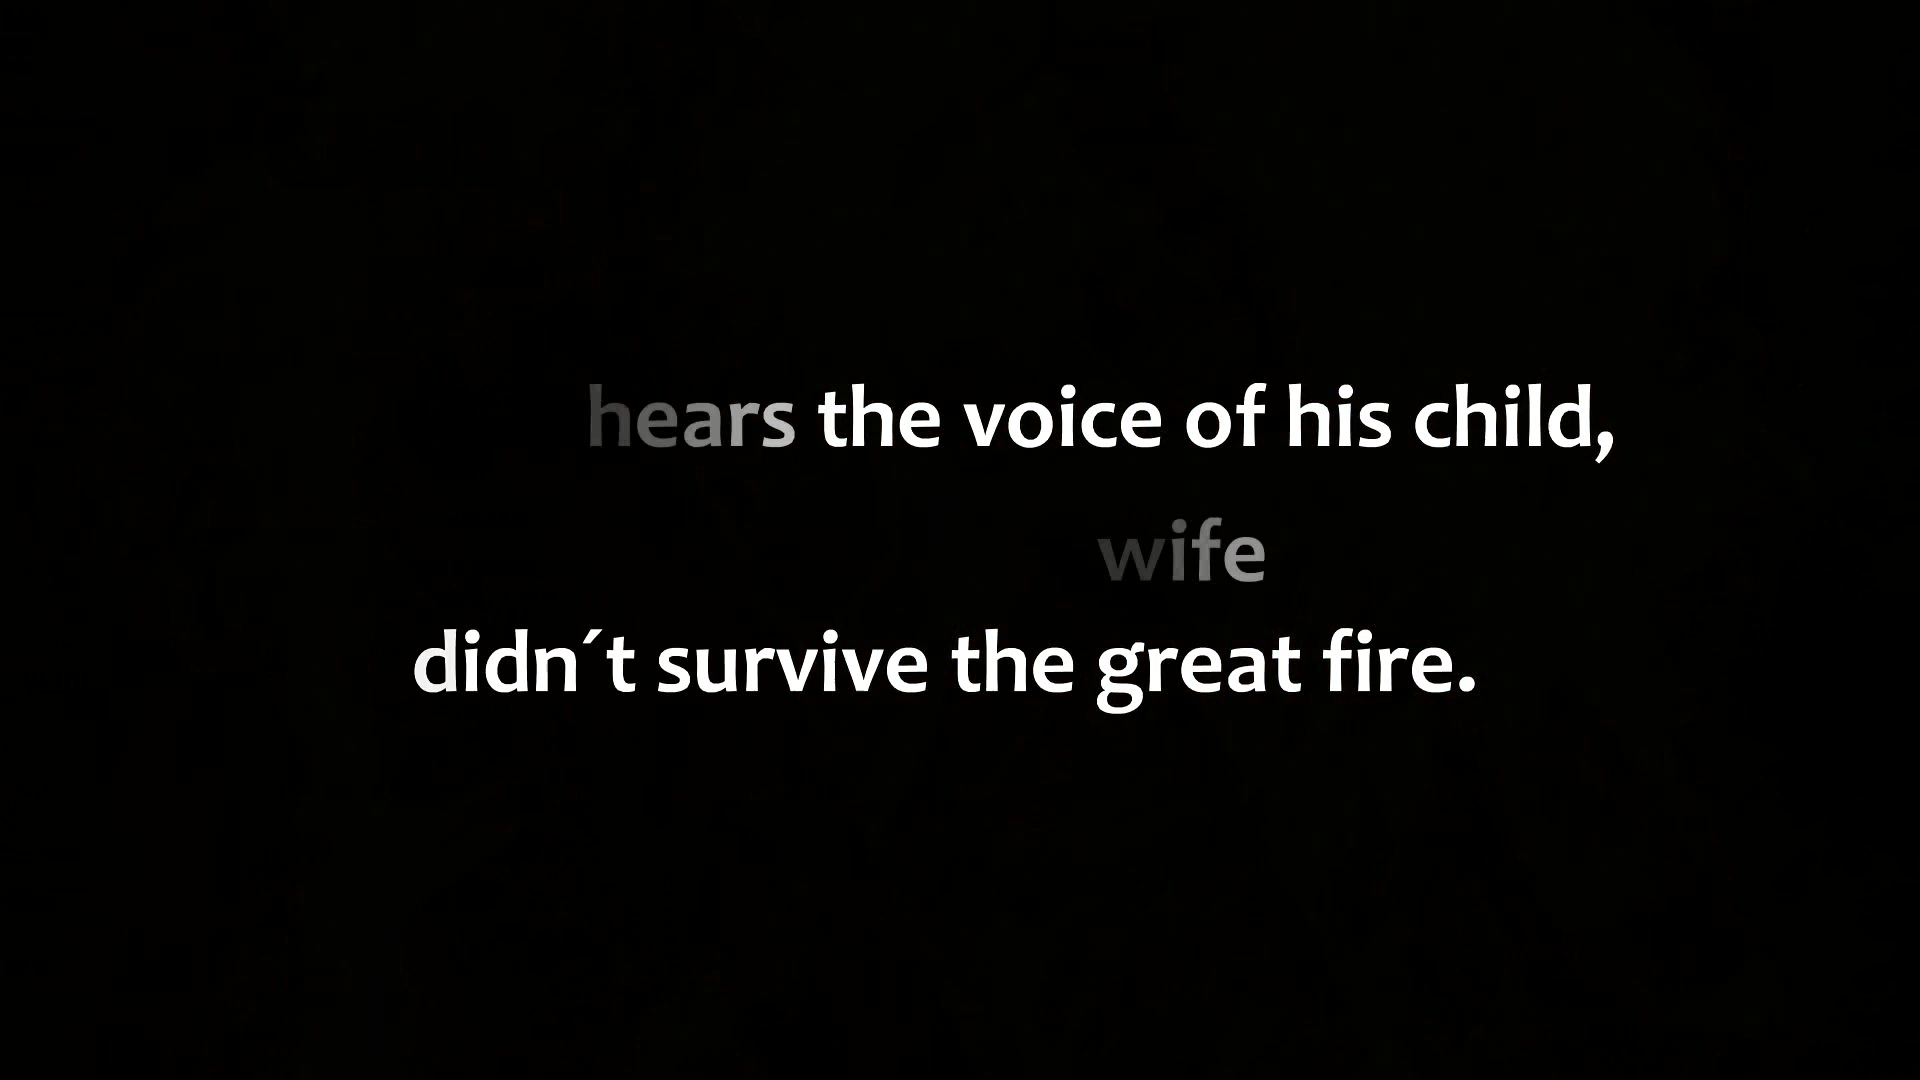 hears the voice of his child,
wife
didn´t survive the great fire.